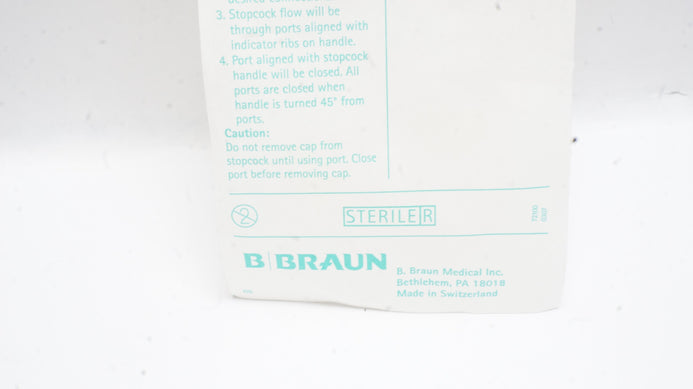 desired connection.
3. Stopcock flow will be
through ports aligned with
indicator ribs on handle.
4. Port aligned with stopcock
handle will be closed. All
ports are closed when
handle is turned 45° from
ports.
Caution:
Do not remove cap from
stopcock until using port. Close
port before removing cap.
2
STERILE R
B BRAUN
B. Braun Medical Inc.
Bethlehem, PA 18018
Made in Switzerland